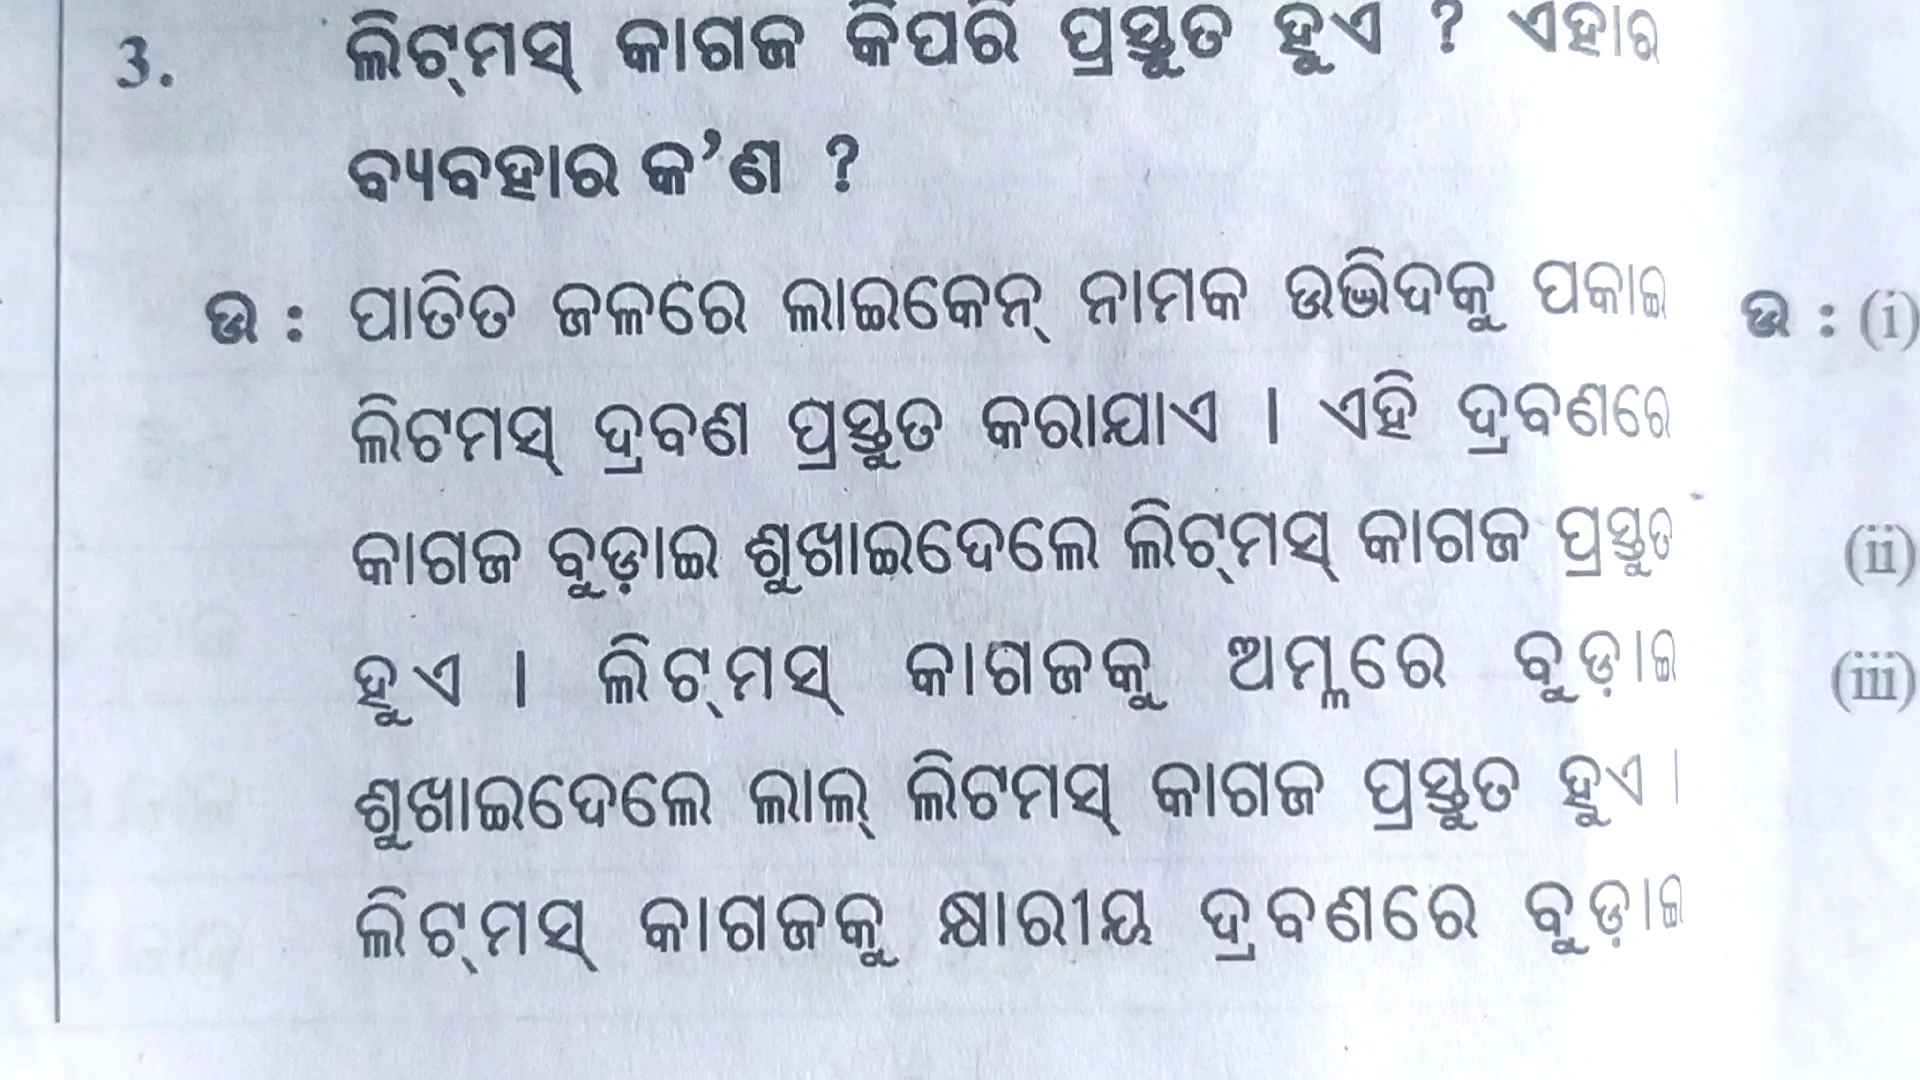 3. ଲିଟ୍‌ମସ୍ କାଗଜ କିପରି ପ୍ରସ୍ତୁତ ହୁଏ ? ଏହାର
ବ୍ୟବହାର କ’ଣ ?
ଉ : ପାତିତ ଜଳରେ ଲାଇକେନ୍ ନାମକ ଉଦ୍ଭିଦକୁ ପକାଇ
ଲିଟମସ୍ ଦ୍ରବଣ ପ୍ରସ୍ତୁତ କରାଯାଏ । ଏହି ଦ୍ରବଣରେ
କାଗଜ ବୁଡ଼ାଇ ଶୁଖାଇଦେଲେ ଲିଟ୍‌ମସ୍ କାଗଜ ପ୍ରସ୍ତୁତ
ହୁଏ । ଲିଟ୍‌ମସ୍ କାଗଜକୁ ଅମ୍ଳରେ ବୁଡ଼ାଇ
ଶୁଖାଇଦେଲେ ଲାଲ୍ ଲିଟମସ୍ କାଗଜ ପ୍ରସ୍ତୁତ ହୁଏ ।
ଲିଟ୍‌ମସ୍ କାଗଜକୁ କ୍ଷାରୀୟ ଦ୍ରବଣରେ ବୁଡ଼ାଇ
ଉ : (i)
(ii)
(iii)